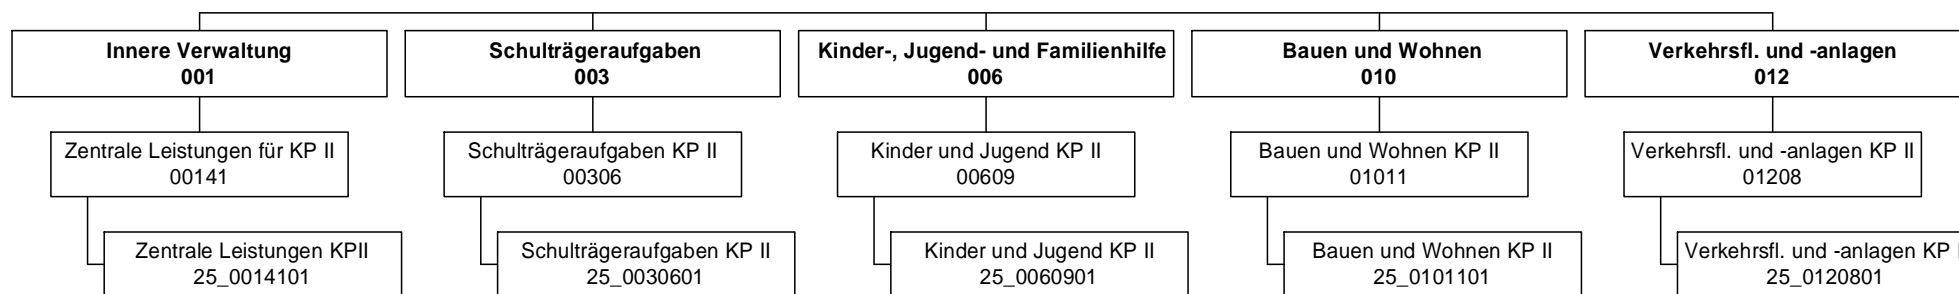 Innere Verwaltung
001
Schulträgeraufgaben
003
Kinder-, Jugend- und Familienhilfe
006
Bauen und Wohnen
010
Verkehrsfl. und -anlagen
012
Zentrale Leistungen für KP II
00141
Schulträgeraufgaben KP II
00306
Kinder und Jugend KP II
00609
Bauen und Wohnen KP II
01011
Verkehrsfl. und -anlagen KP II
01208
Zentrale Leistungen KPII
25_0014101
Schulträgeraufgaben KP II
25_0030601
Kinder und Jugend KP II
25_0060901
Bauen und Wohnen KP II
25_0101101
Verkehrsfl. und -anlagen KP I
25_0120801